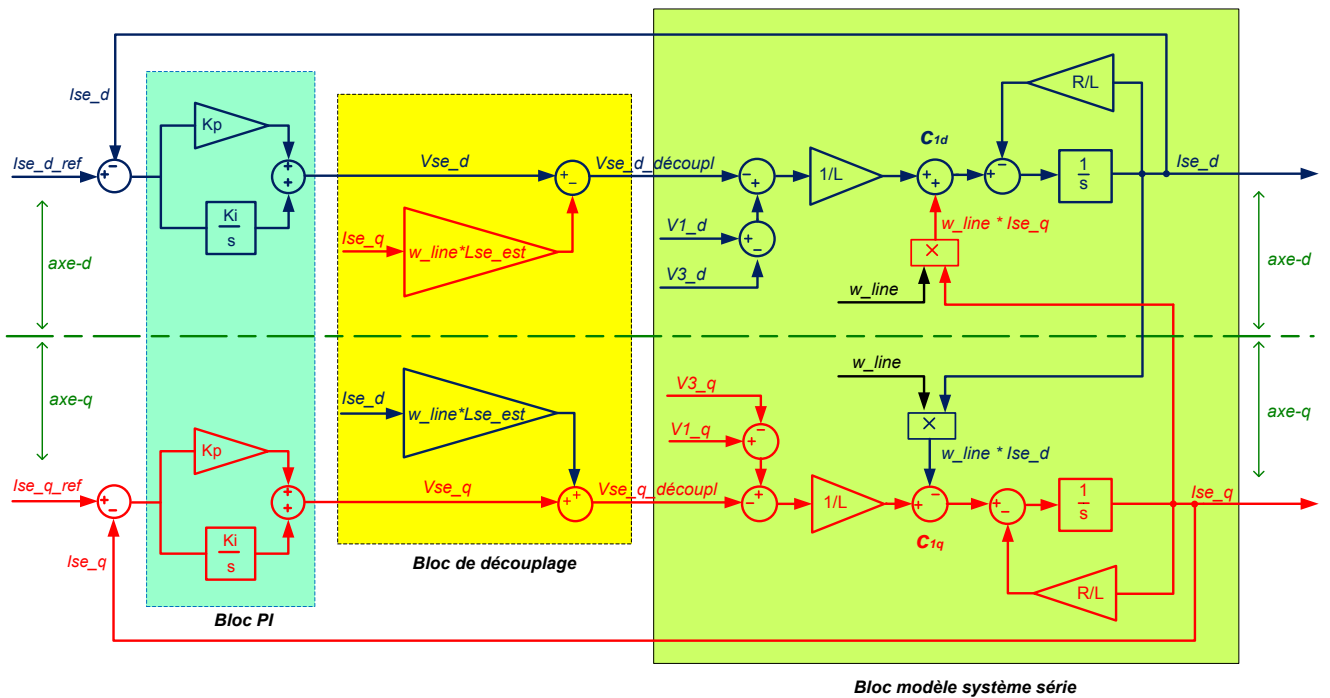 Ise_d
Ise_d_ref
Kp
Ki
s
Vse_d
Vse_d_découpl
Ise_q
w_line*Lse_est
V1_d
V3_d
1/L
C1d
R/L
1
s
Ise_d
w_line * Ise_q
w_line
axe-d
axe-d
axe-q
axe-q
Ise_d
w_line*Lse_est
w_line
V3_q
V1_q
w_line * Ise_d
Ise_q_ref
Kp
Ki
s
Vse_q
Vse_q_découpl
1/L
C1q
1
s
Ise_q
R/L
Ise_q
Bloc de découplage
Bloc PI
Bloc modèle système série